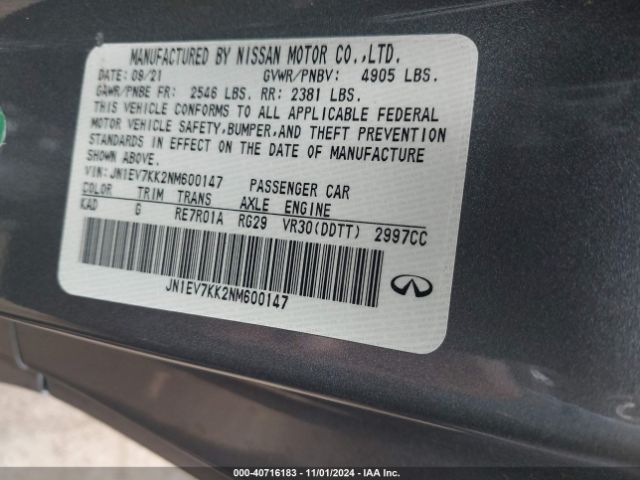 MANUFACTURED BY NISSAN MOTOR CO.,LTD.
DATE: 09/21 GVWR/PNBV: 4905 LBS.
GAWR/PNBE FR: 2546 LBS. RR: 2381 LBS.
THIS VEHICLE CONFORMS TO ALL APPLICABLE FEDERAL
MOTOR VEHICLE SAFETY,BUMPER,AND THEFT PREVENTION
STANDARDS IN EFFECT ON THE DATE OF MANUFACTURE
SHOWN ABOVE.
VIN:JN1EV7KK2NM600147 PASSENGER CAR
COLOR TRIM TRANS AXLE ENGINE
KAD G RE7R01A RG29 VR30(DDTT) 2997CC
JN1EV7KK2NM600147
000-40716183 - 11/01/2024 - IAA Inc.